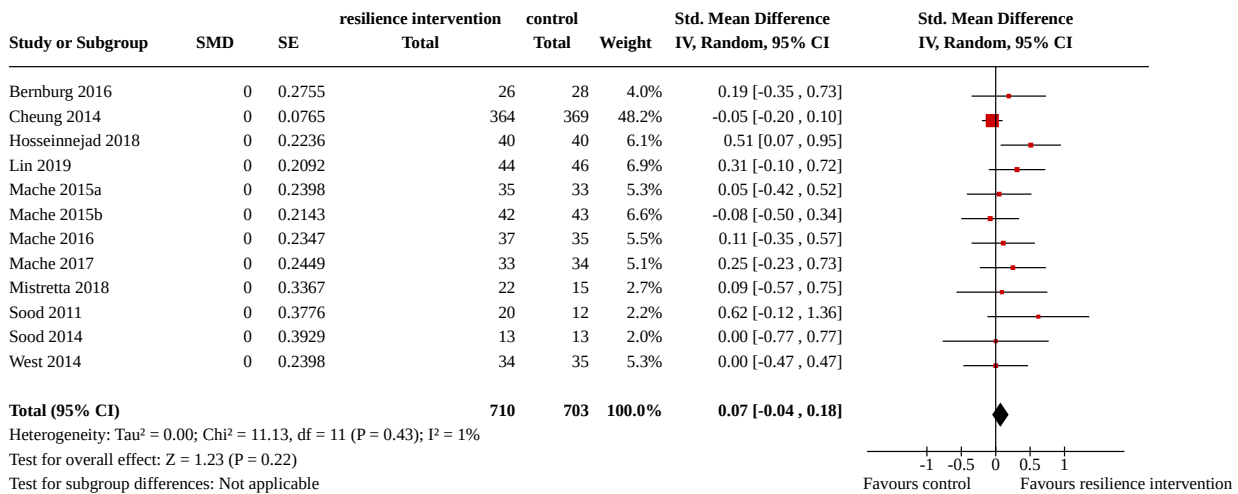 resilience intervention control Std. Mean Difference Std. Mean Difference
Study or Subgroup SMD SE Total Total Weight IV, Random, 95% CI IV, Random, 95% CI
Bernburg 2016 0 0.2755 26 28 4.0% 0.19 [-0.35 , 0.73]
Cheung 2014 0 0.0765 364 369 48.2% -0.05 [-0.20 , 0.10]
Hosseinnejad 2018 0 0.2236 40 40 6.1% 0.51 [0.07 , 0.95]
Lin 2019 0 0.2092 44 46 6.9% 0.31 [-0.10 , 0.72]
Mache 2015a 0 0.2398 35 33 5.3% 0.05 [-0.42 , 0.52]
Mache 2015b 0 0.2143 42 43 6.6% -0.08 [-0.50 , 0.34]
Mache 2016 0 0.2347 37 35 5.5% 0.11 [-0.35 , 0.57]
Mache 2017 0 0.2449 33 34 5.1% 0.25 [-0.23 , 0.73]
Mistretta 2018 0 0.3367 22 15 2.7% 0.09 [-0.57 , 0.75]
Sood 2011 0 0.3776 20 12 2.2% 0.62 [-0.12 , 1.36]
Sood 2014 0 0.3929 13 13 2.0% 0.00 [-0.77 , 0.77]
West 2014 0 0.2398 34 35 5.3% 0.00 [-0.47 , 0.47]
Total (95% CI) 710 703 100.0% 0.07 [-0.04 , 0.18]
Heterogeneity: Tau² = 0.00; Chi² = 11.13, df = 11 (P = 0.43); I² = 1%
Test for overall effect: Z = 1.23 (P = 0.22) -1 -0.5 0 0.5 1
Test for subgroup differences: Not applicable Favours control Favours resilience intervention